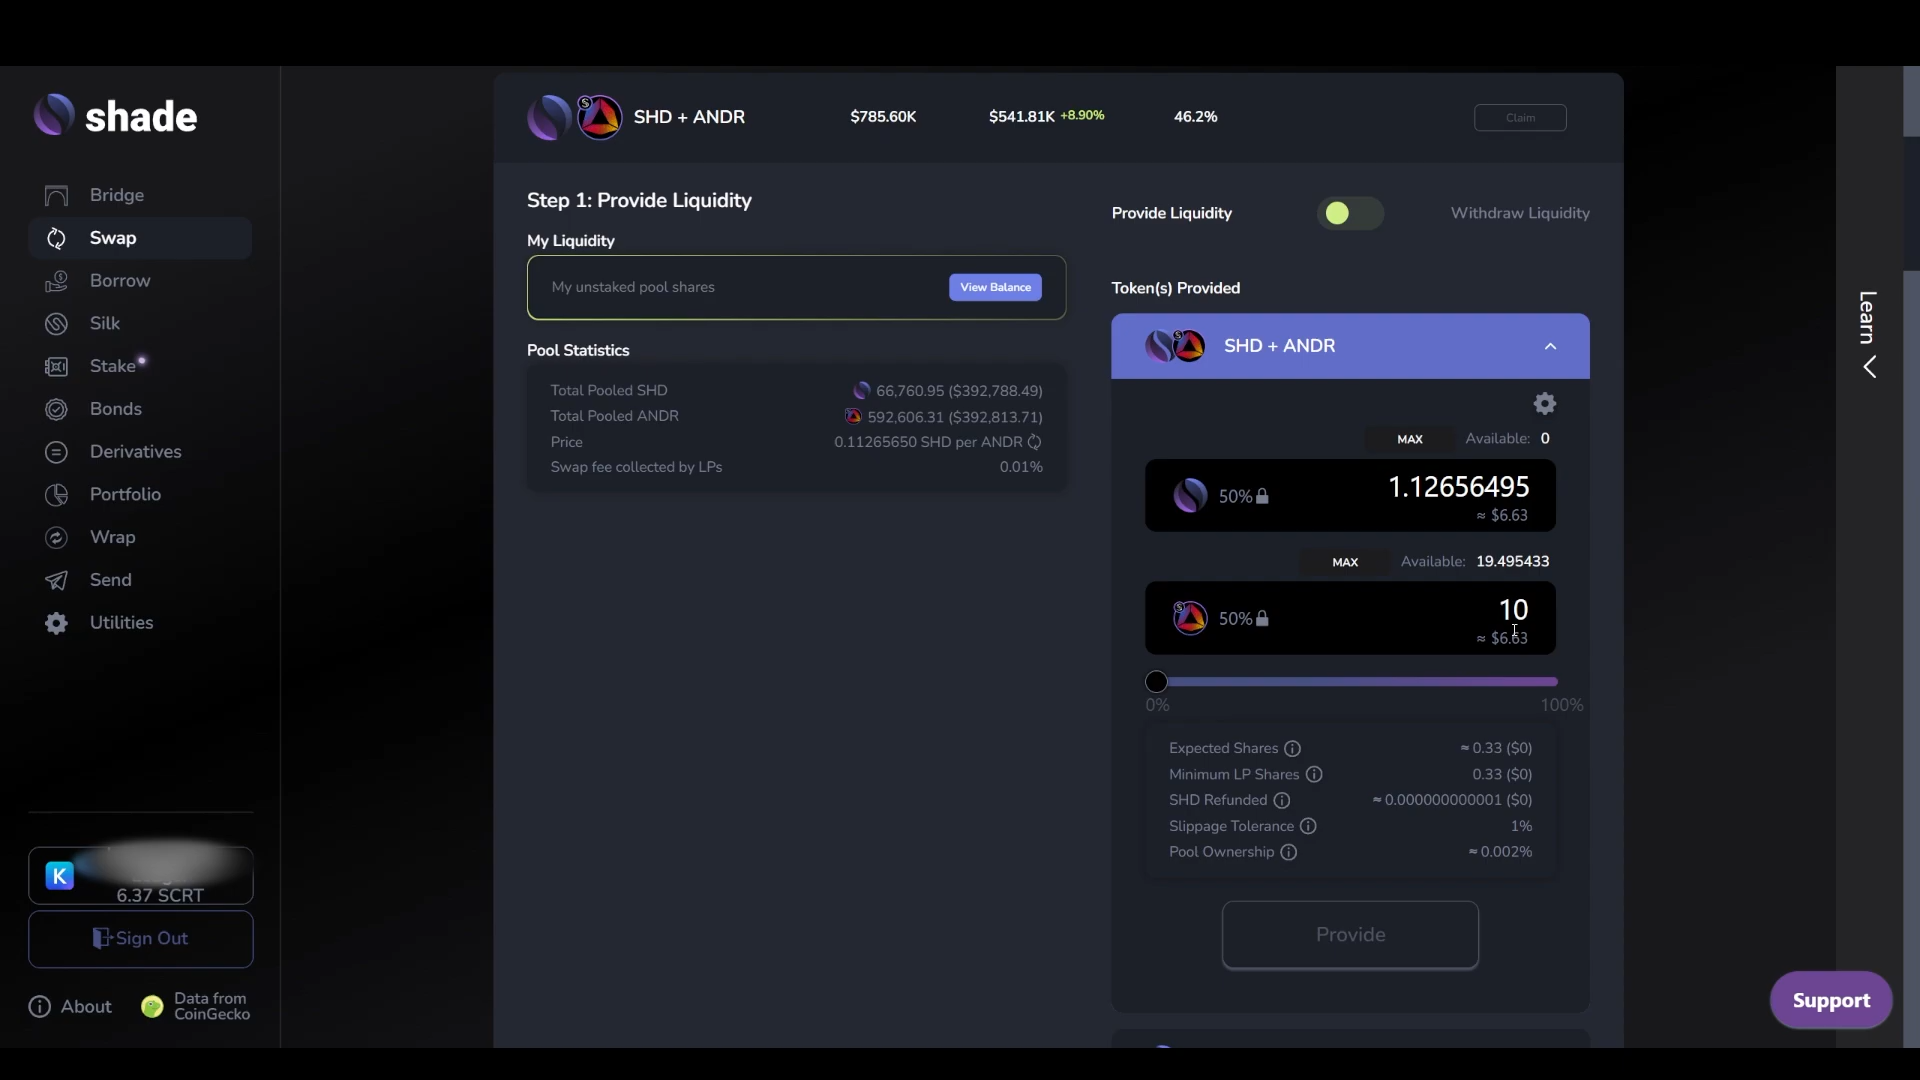 shade
Bridge
Swap
Borrow
Silk
Stake
Bonds
Derivatives
Portfolio
Wrap
Send
Utilities
K
6.37 SCRT
Sign Out
About
Data from
CoinGecko
SHD + ANDR
$785.60K
$541.81K +8.90%
46.2%
Claim
Step 1: Provide Liquidity
My Liquidity
My unstaked pool shares
View Balance
Pool Statistics
Total Pooled SHD 66,760.95 ($392,788.49)
Total Pooled ANDR 592,606.31 ($392,813.71)
Price 0.11265650 SHD per ANDR
Swap fee collected by LPs 0.01%
Provide Liquidity
Withdraw Liquidity
Token(s) Provided
SHD + ANDR
MAX Available: 0
50% 1.12656495
≈ $6.63
MAX Available: 19.495433
50% 10
≈ $6.63
0% 100%
Expected Shares ≈ 0.33 ($0)
Minimum LP Shares 0.33 ($0)
SHD Refunded ≈ 0.000000000001 ($0)
Slippage Tolerance 1%
Pool Ownership ≈ 0.002%
Provide
Learn
Support